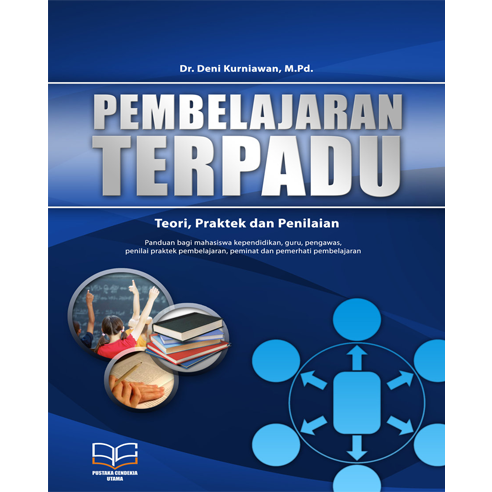 Dr. Deni Kurniawan, M.Pd.
PEMBELAJARAN
TERPADU
Teori, Praktek dan Penilaian
Panduan bagi mahasiswa kependidikan, guru, pengawas,
penilai praktek pembelajaran, peminat dan pemerhati pembelajaran
PUSTAKA CENDEKIA
UTAMA